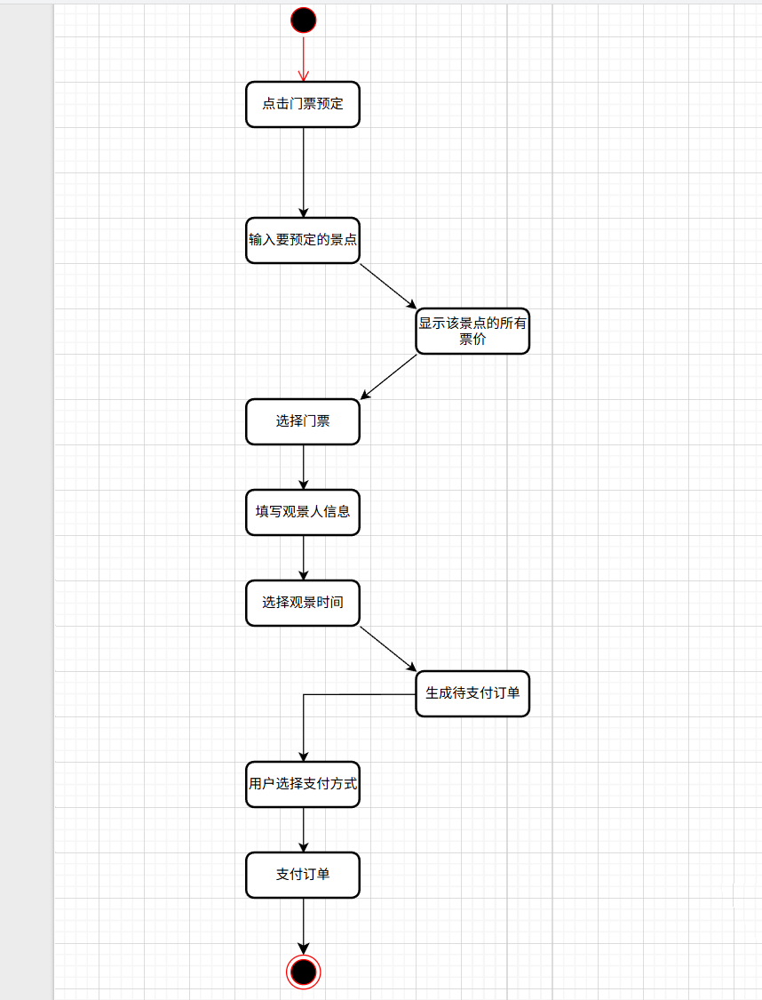 点击门票预定
输入要预定的景点
显示该景点的所有
票价
选择门票
填写观景人信息
选择观景时间
生成待支付订单
用户选择支付方式
支付订单